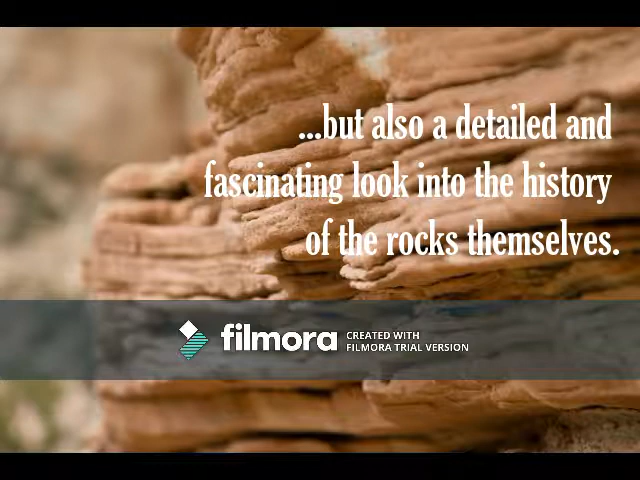 ...but also a detailed and
fascinating look into the history
of the rocks themselves.
filmora
CREATED WITH
FILMORA TRIAL VERSION